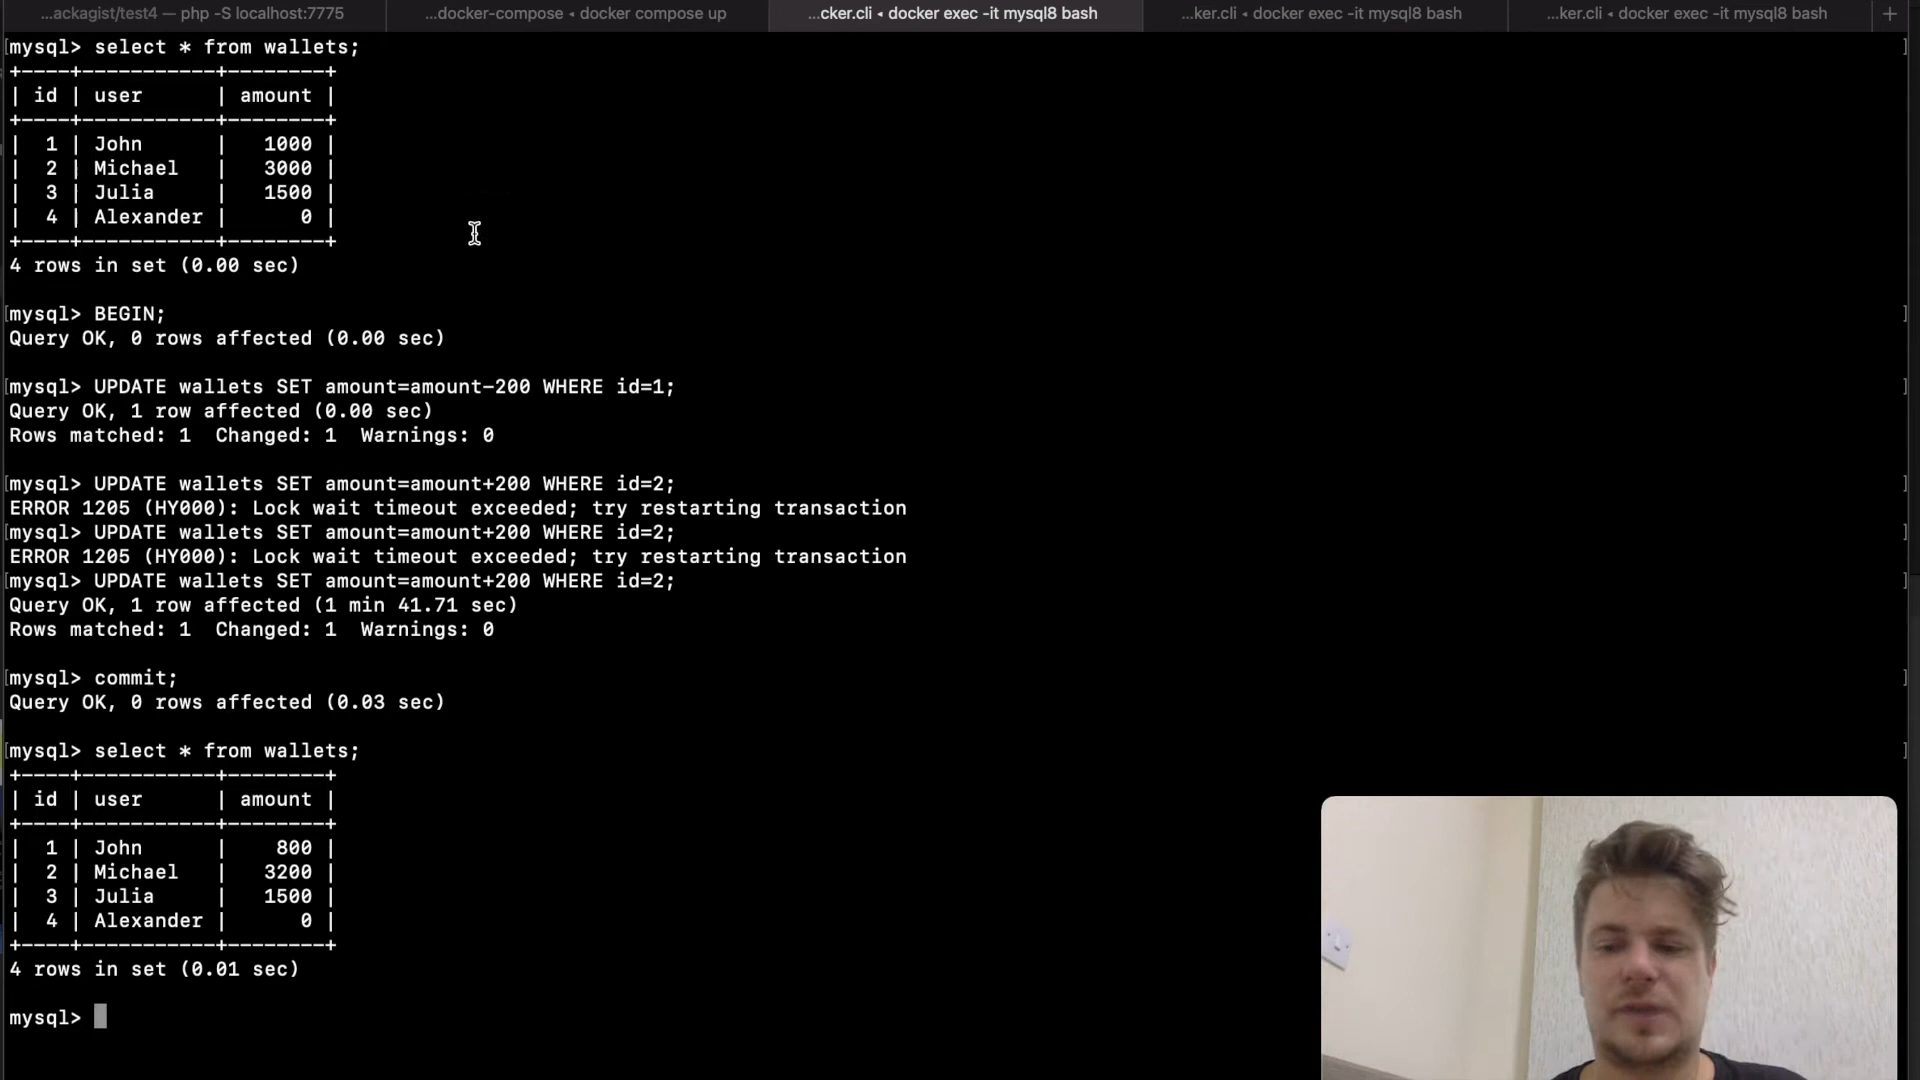 ...ackagist/test4 — php -S localhost:7775
...docker-compose ◂ docker compose up
...cker.cli ◂ docker exec -it mysql8 bash
...ker.cli ◂ docker exec -it mysql8 bash
...ker.cli ◂ docker exec -it mysql8 bash
+
[mysql> select * from wallets; ]
+----+-----------+--------+
| id | user      | amount |
+----+-----------+--------+
|  1 | John      |   1000 |
|  2 | Michael   |   3000 |
|  3 | Julia     |   1500 |
|  4 | Alexander |      0 |
+----+-----------+--------+
4 rows in set (0.00 sec)
[mysql> BEGIN; ]
Query OK, 0 rows affected (0.00 sec)
[mysql> UPDATE wallets SET amount=amount-200 WHERE id=1; ]
Query OK, 1 row affected (0.00 sec)
Rows matched: 1  Changed: 1  Warnings: 0
[mysql> UPDATE wallets SET amount=amount+200 WHERE id=2; ]
ERROR 1205 (HY000): Lock wait timeout exceeded; try restarting transaction
[mysql> UPDATE wallets SET amount=amount+200 WHERE id=2; ]
ERROR 1205 (HY000): Lock wait timeout exceeded; try restarting transaction
[mysql> UPDATE wallets SET amount=amount+200 WHERE id=2; ]
Query OK, 1 row affected (1 min 41.71 sec)
Rows matched: 1  Changed: 1  Warnings: 0
[mysql> commit; ]
Query OK, 0 rows affected (0.03 sec)
[mysql> select * from wallets; ]
+----+-----------+--------+
| id | user      | amount |
+----+-----------+--------+
|  1 | John      |    800 |
|  2 | Michael   |   3200 |
|  3 | Julia     |   1500 |
|  4 | Alexander |      0 |
+----+-----------+--------+
4 rows in set (0.01 sec)
mysql>